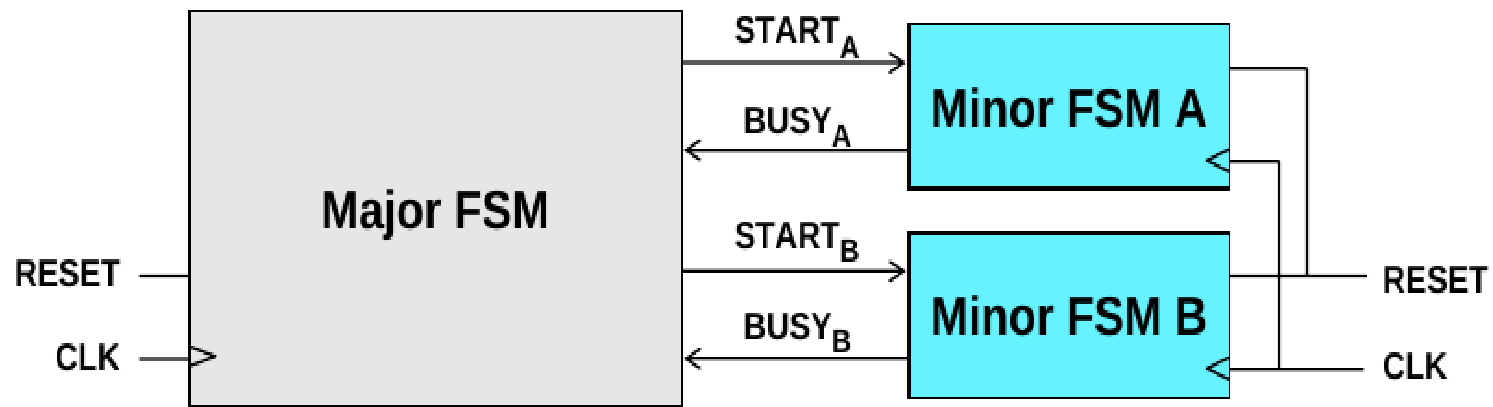 START_A
BUSY_A
Minor FSM A
Major FSM
START_B
BUSY_B
Minor FSM B
RESET
CLK
RESET
CLK